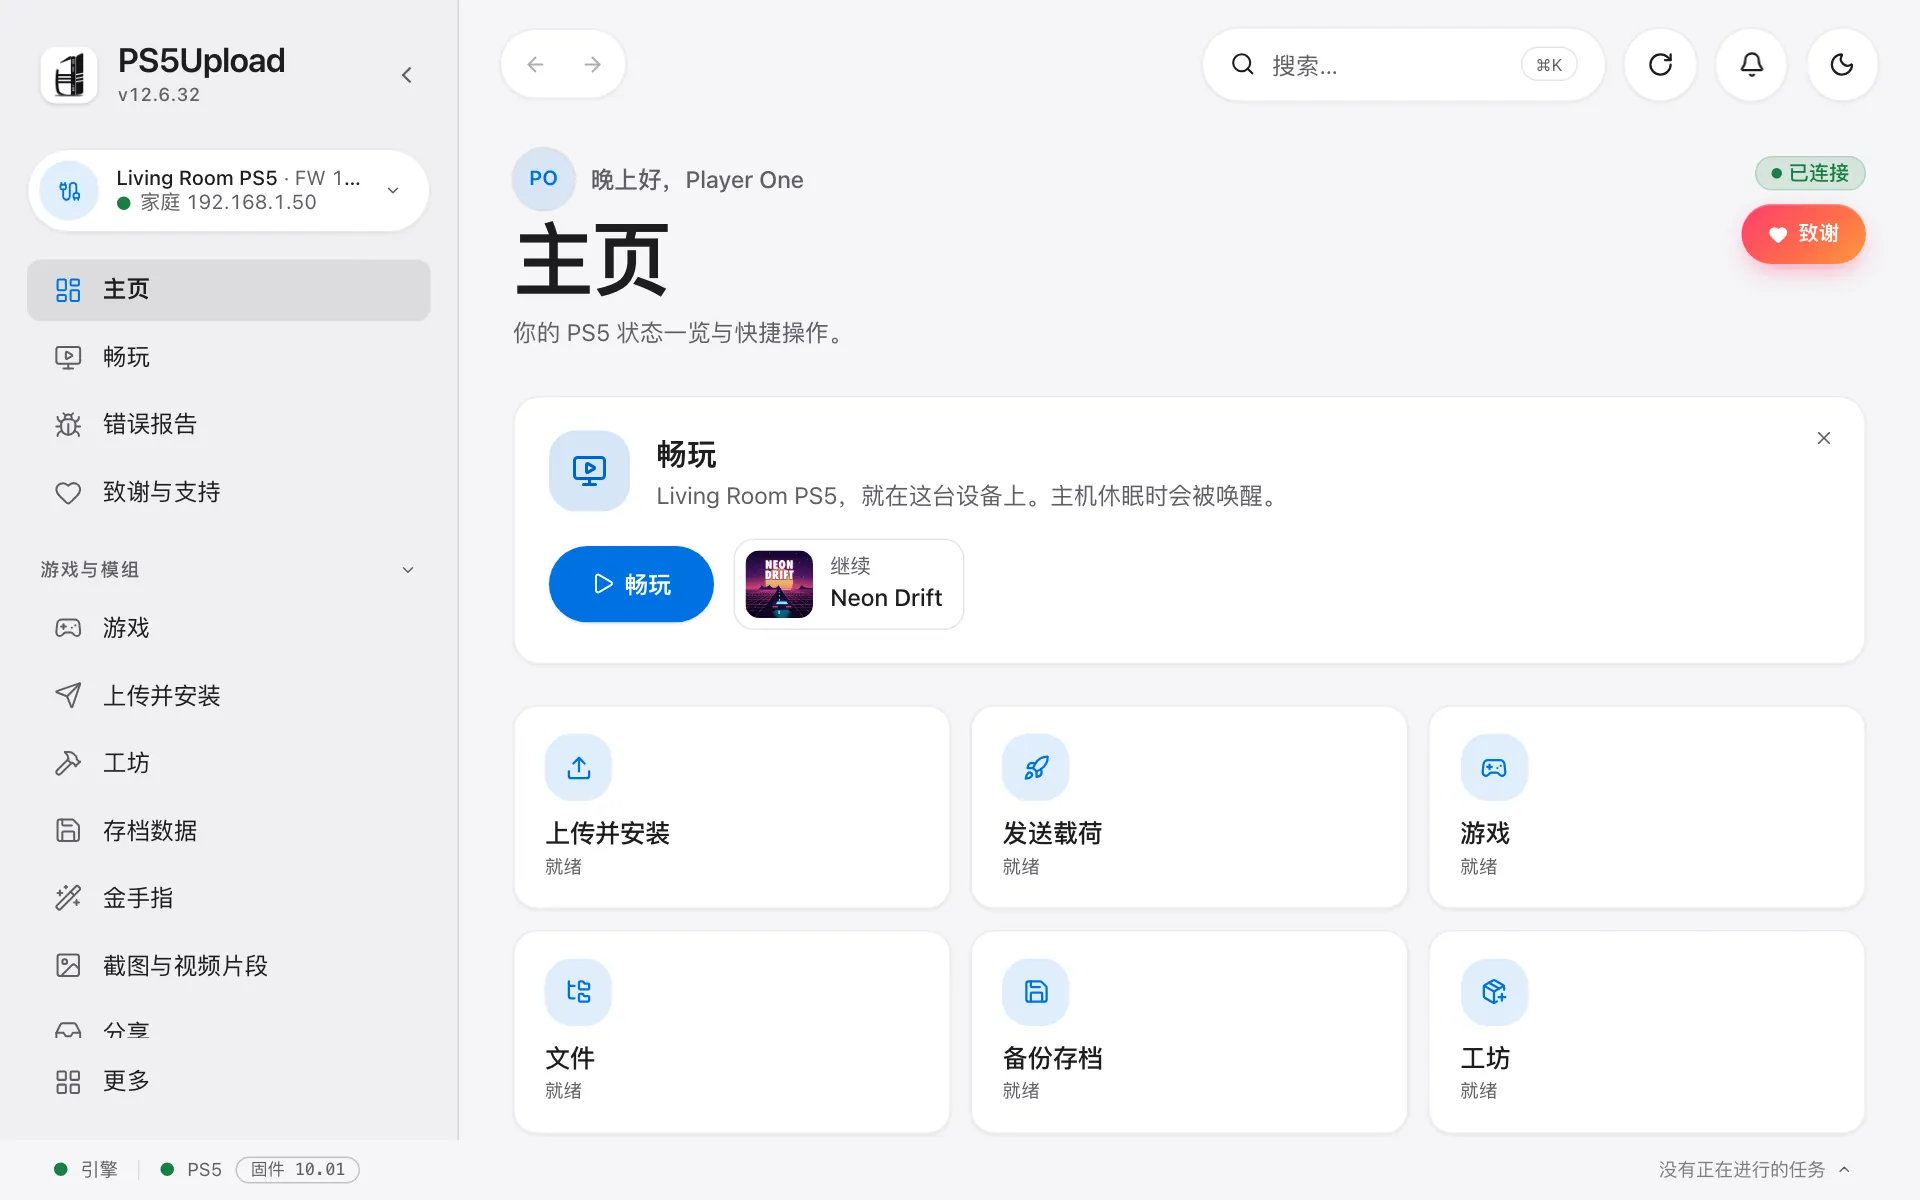 PS5Upload
v12.6.32
Living Room PS5 · FW 1...
家庭 192.168.1.50
主页
畅玩
错误报告
致谢与支持
游戏与模组
游戏
上传并安装
工坊
存档数据
金手指
截图与视频片段
分享
更多
搜索...
⌘K
PO
晚上好，Player One
已连接
致谢
主页
你的 PS5 状态一览与快捷操作。
畅玩
Living Room PS5，就在这台设备上。主机休眠时会被唤醒。
畅玩
NEON
DRIFT
继续
Neon Drift
上传并安装
就绪
发送载荷
就绪
游戏
就绪
文件
就绪
备份存档
就绪
工坊
就绪
引擎
PS5
固件 10.01
没有正在进行的任务